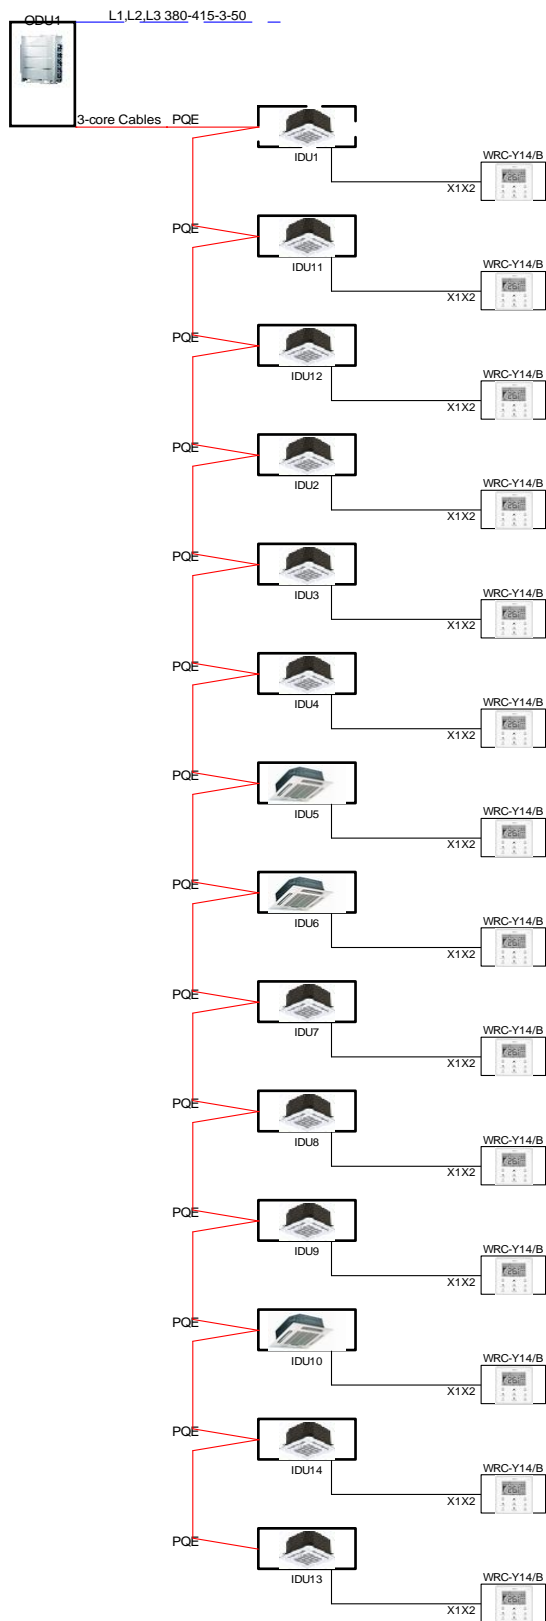 ODU1
L1,L2,L3 380-415-3-50
3-core Cables PQE
IDU1
WRC-Y14/B
X1X2
PQE
IDU11
WRC-Y14/B
X1X2
PQE
IDU12
WRC-Y14/B
X1X2
PQE
IDU2
WRC-Y14/B
X1X2
PQE
IDU3
WRC-Y14/B
X1X2
PQE
IDU4
WRC-Y14/B
X1X2
PQE
IDU5
WRC-Y14/B
X1X2
PQE
IDU6
WRC-Y14/B
X1X2
PQE
IDU7
WRC-Y14/B
X1X2
PQE
IDU8
WRC-Y14/B
X1X2
PQE
IDU9
WRC-Y14/B
X1X2
PQE
IDU10
WRC-Y14/B
X1X2
PQE
IDU14
WRC-Y14/B
X1X2
PQE
IDU13
WRC-Y14/B
X1X2